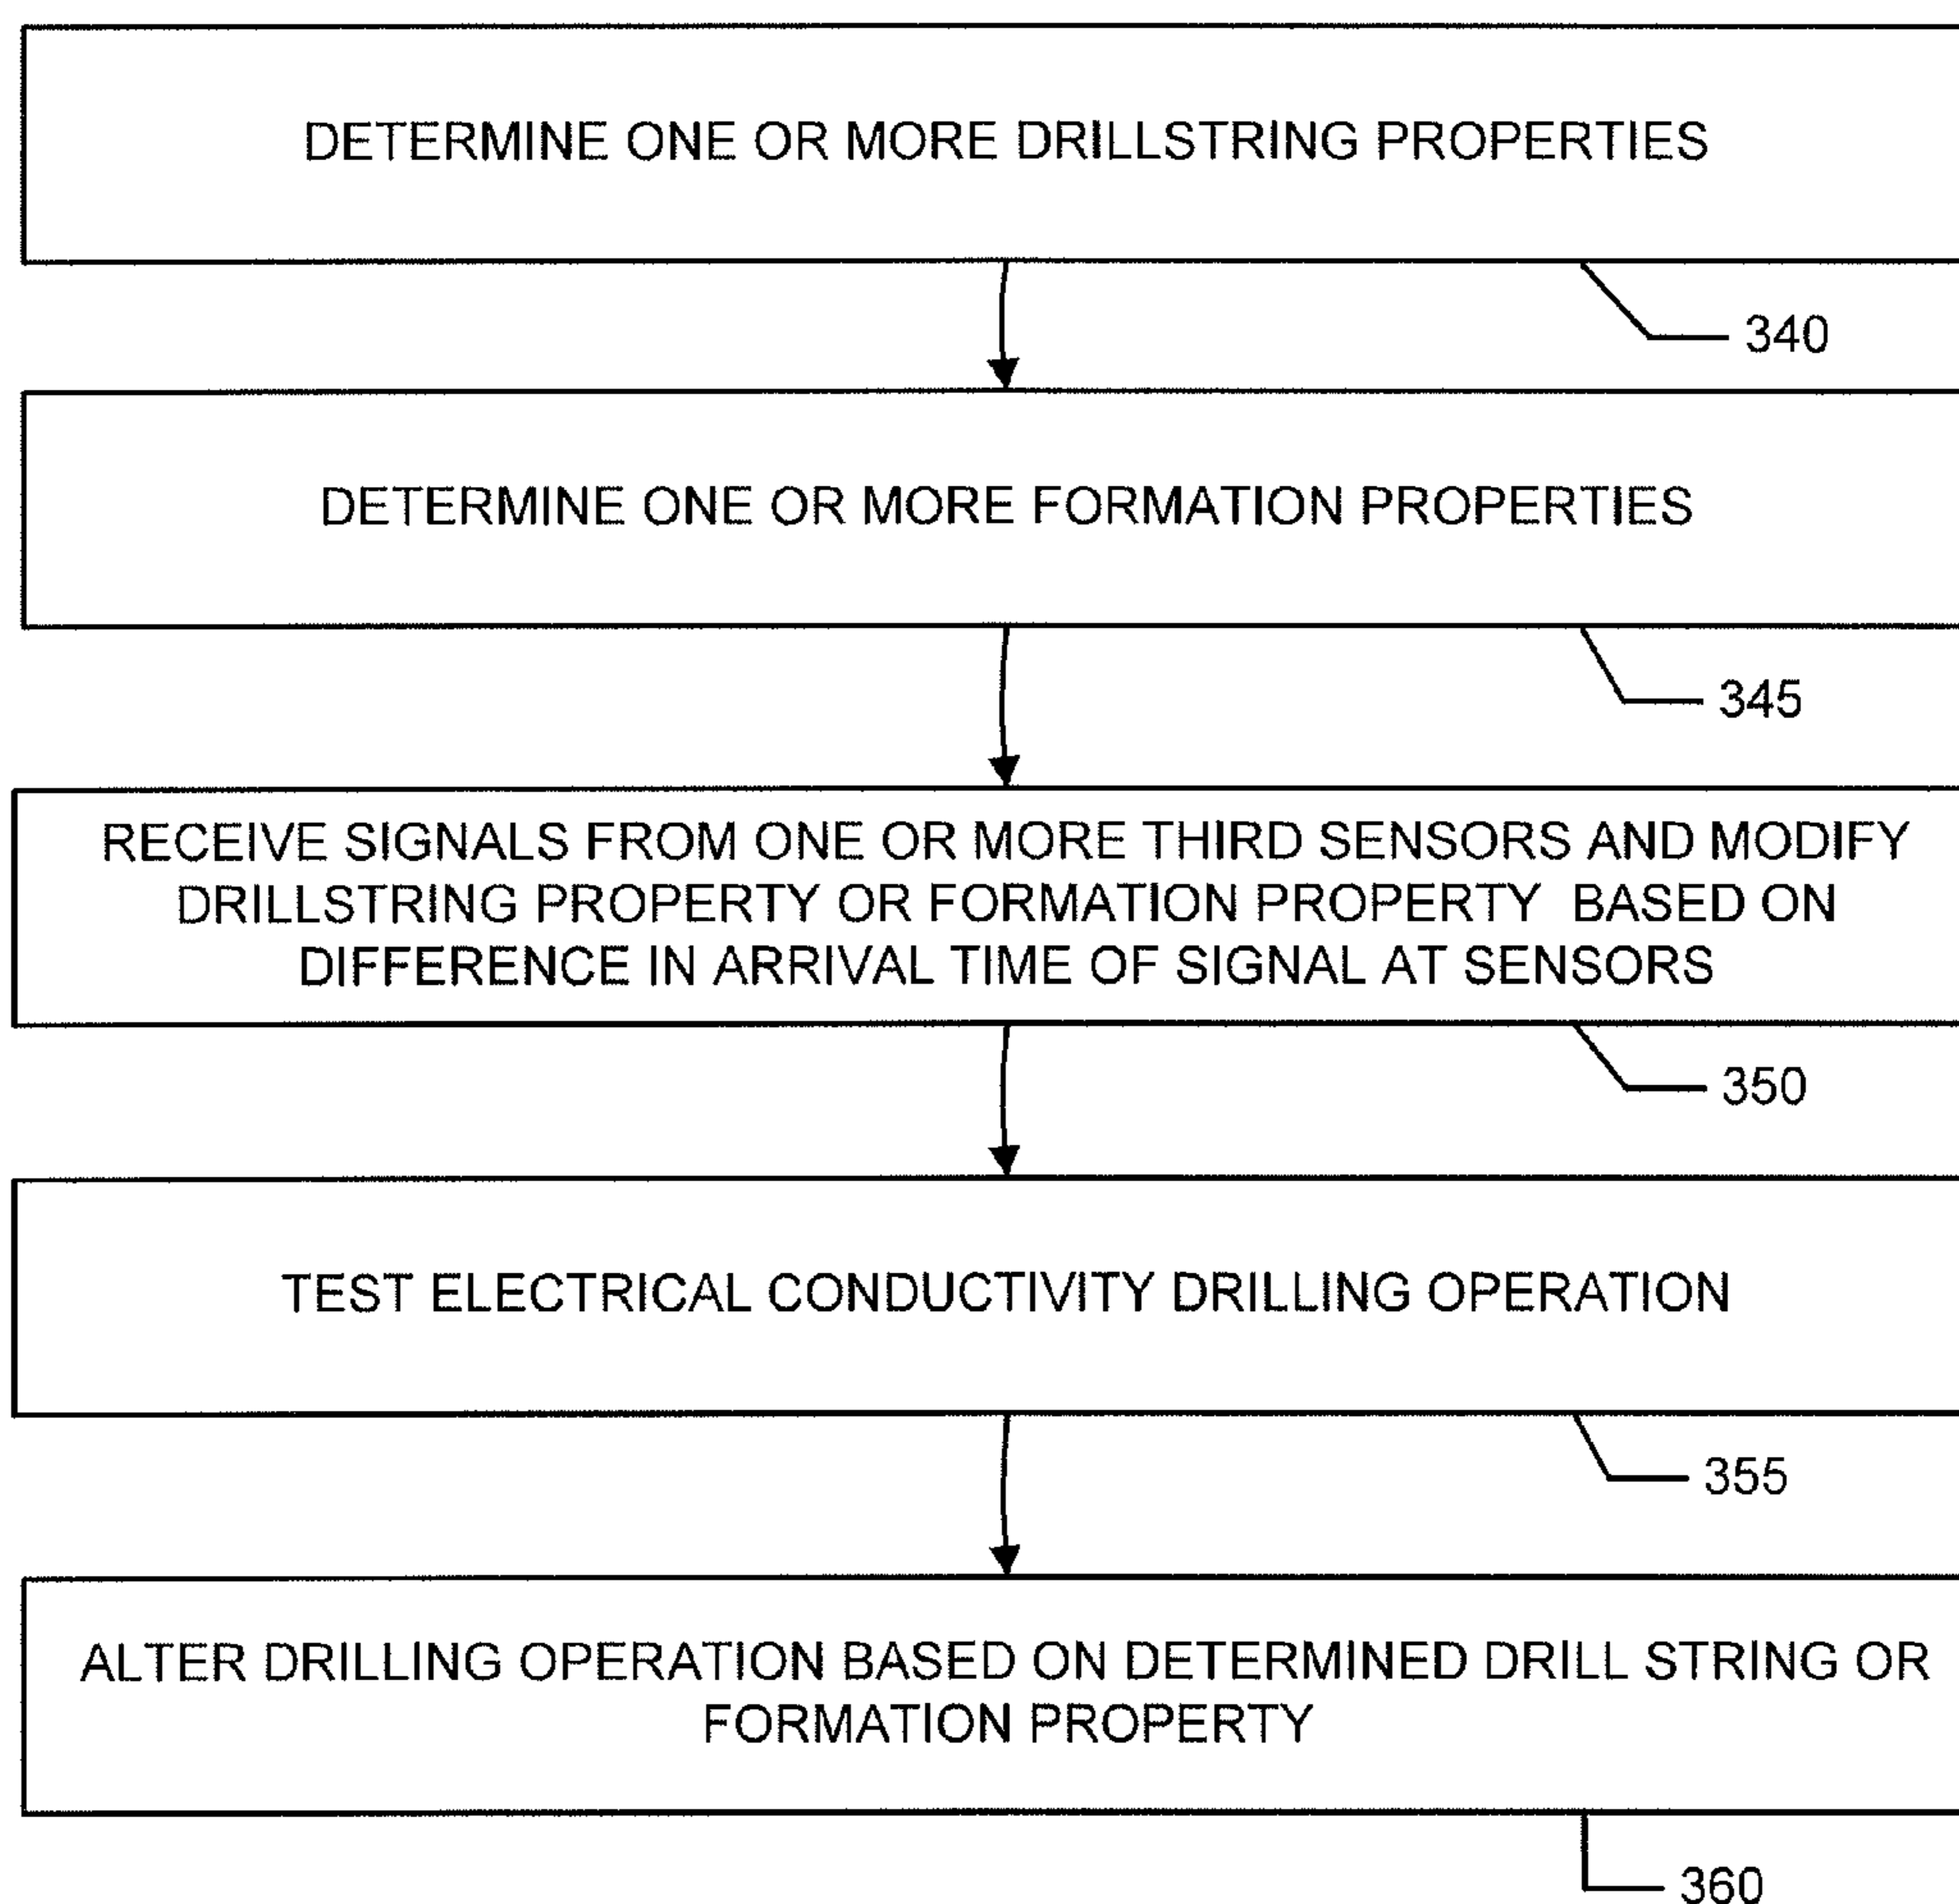 DETERMINE ONE OR MORE DRILLSTRING PROPERTIES
340
DETERMINE ONE OR MORE FORMATION PROPERTIES
345
RECEIVE SIGNALS FROM ONE OR MORE THIRD SENSORS AND MODIFY
DRILLSTRING PROPERTY OR FORMATION PROPERTY BASED ON
DIFFERENCE IN ARRIVAL TIME OF SIGNAL AT SENSORS
350
TEST ELECTRICAL CONDUCTIVITY DRILLING OPERATION
355
ALTER DRILLING OPERATION BASED ON DETERMINED DRILL STRING OR
FORMATION PROPERTY
360